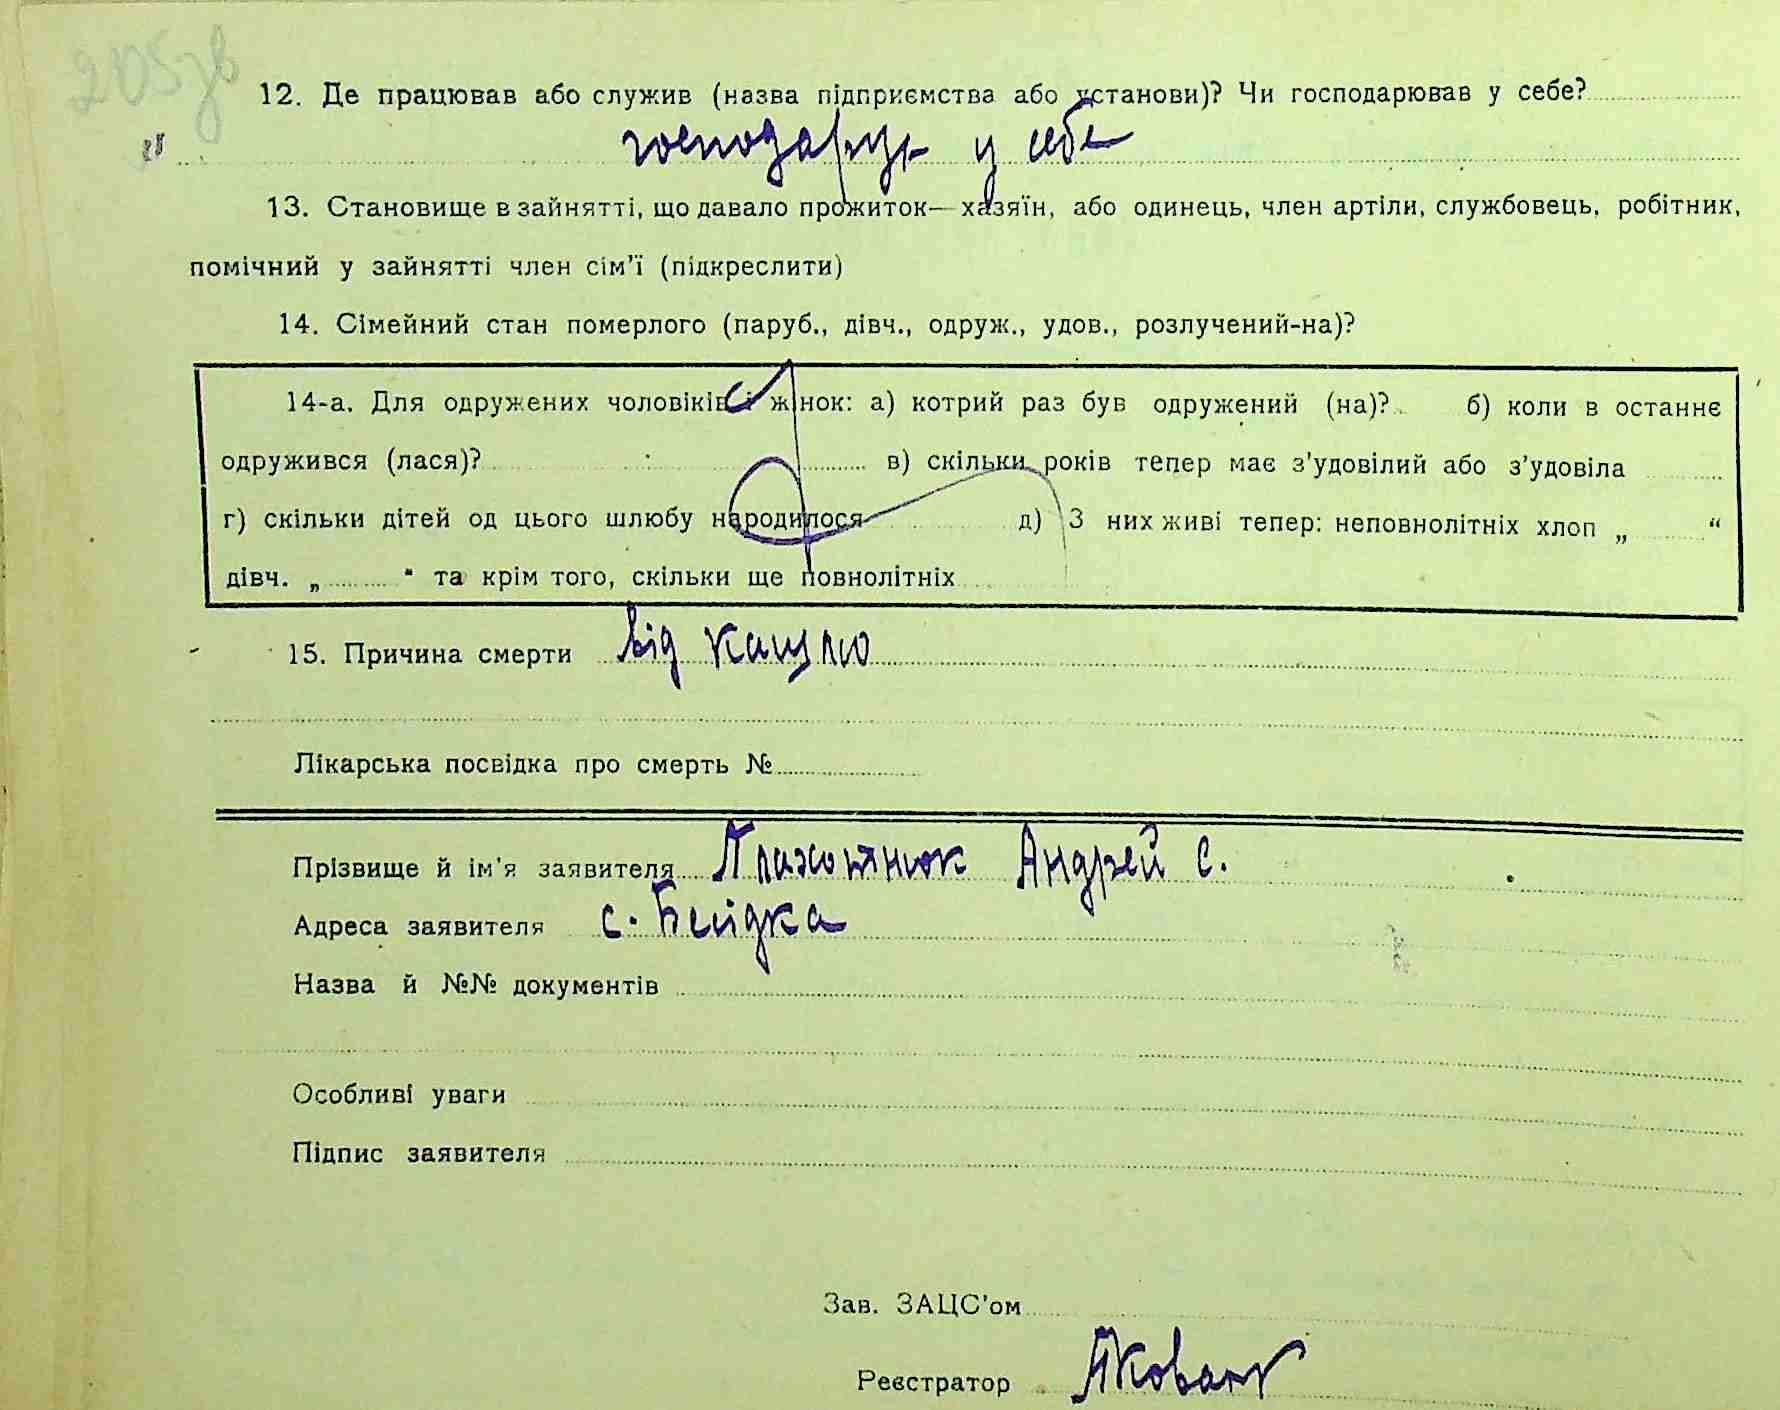 205зв
12. Де працював або служив (назва підприємства або установи)? Чи господарював у себе?
господарує у себе
13. Становище в зайнятті, що давало прожиток—хазяїн, або одинець, член артіли, службовець, робітник,
помічний у зайнятті член сім'ї (підкреслити)
14. Сімейний стан померлого (паруб., дівч., одруж., удов., розлучений-на)?
14-а. Для одружених чоловіків і жінок: а) котрий раз був одружений (на)? б) коли в останнє
одружився (лася)? в) скільки років тепер має з'удовілий або з'удовіла
г) скільки дітей од цього шлюбу народилося д) З них живі тепер: неповнолітніх хлоп „ “
дівч. „ “ та крім того, скільки ще повнолітніх
15. Причина смерти від кашлю
Лікарська посвідка про смерть №
Прізвище й ім'я заявителя Плахотнюк Андрей С.
Адреса заявителя с.
Назва й №№ документів
Особливі уваги
Підпис заявителя
Зав. ЗАЦС'ом
Реєстратор